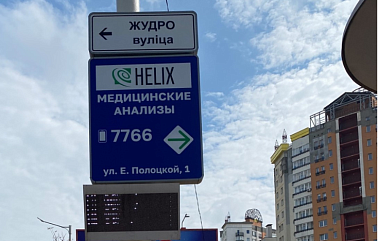 ЖУДРО
вуліца
HELIX
МЕДИЦИНСКИЕ
АНАЛИЗЫ
7766
ул. Е. Полоцкой, 1